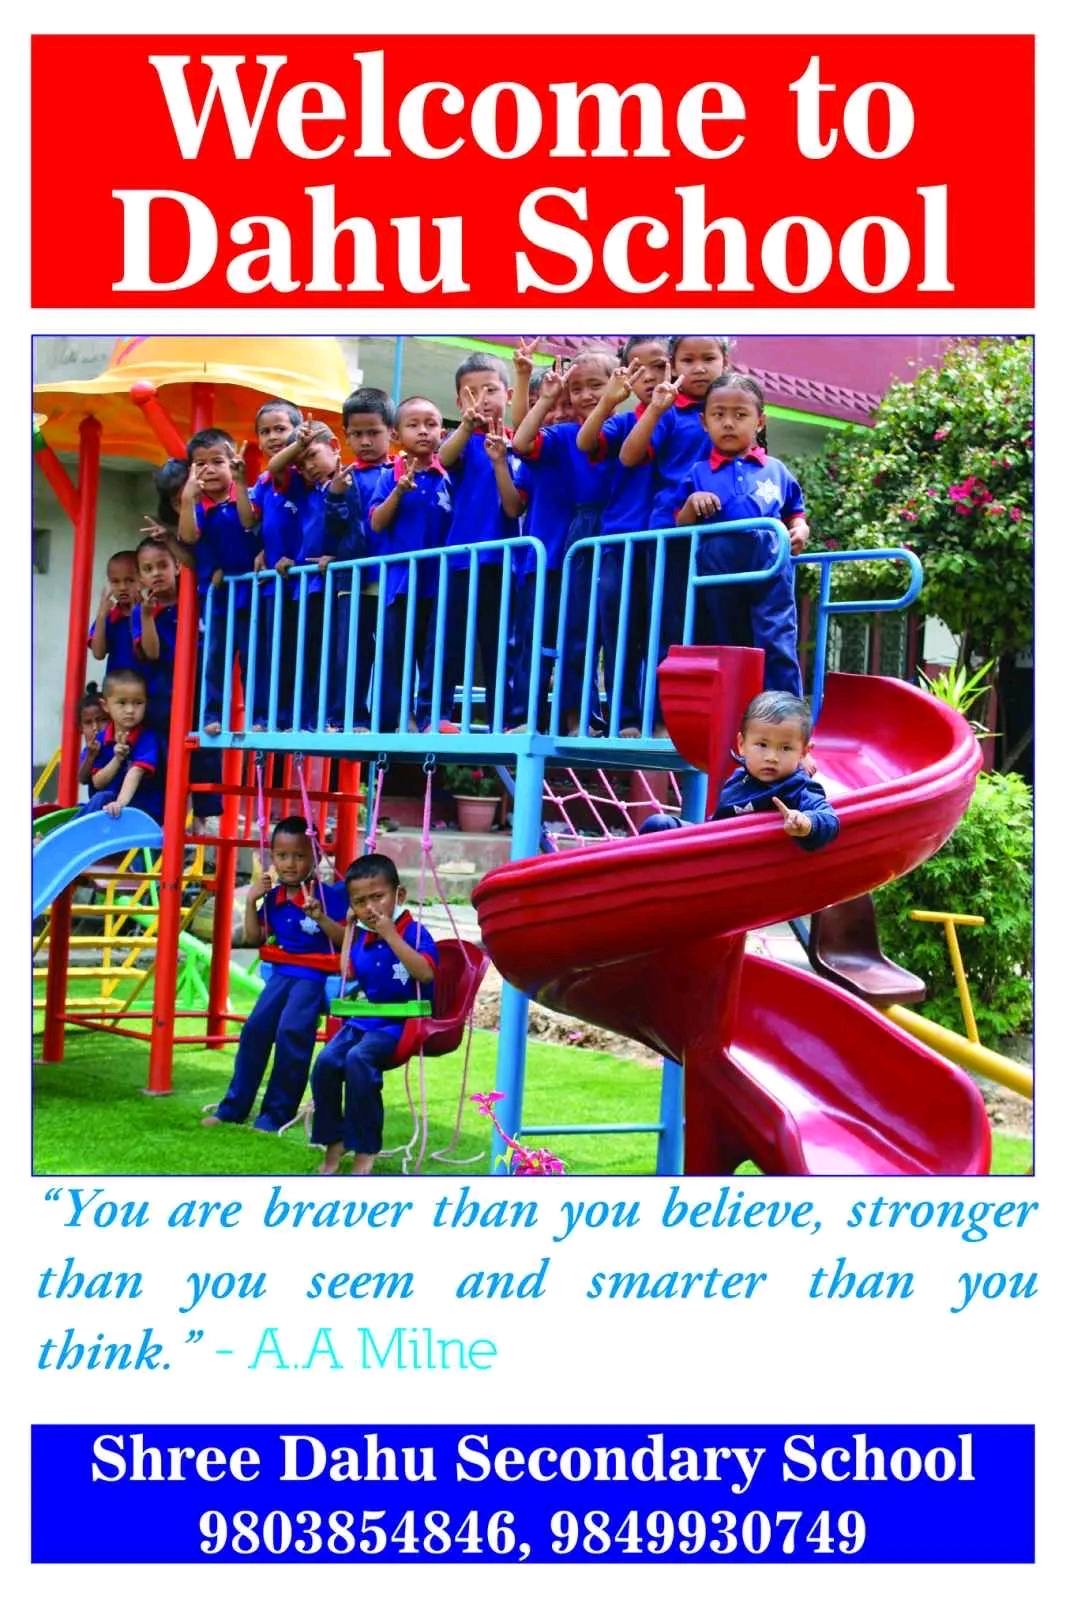 Welcome to
Dahu School
“You are braver than you believe, stronger
than you seem and smarter than you
think.” - A.A Milne
Shree Dahu Secondary School
9803854846, 9849930749